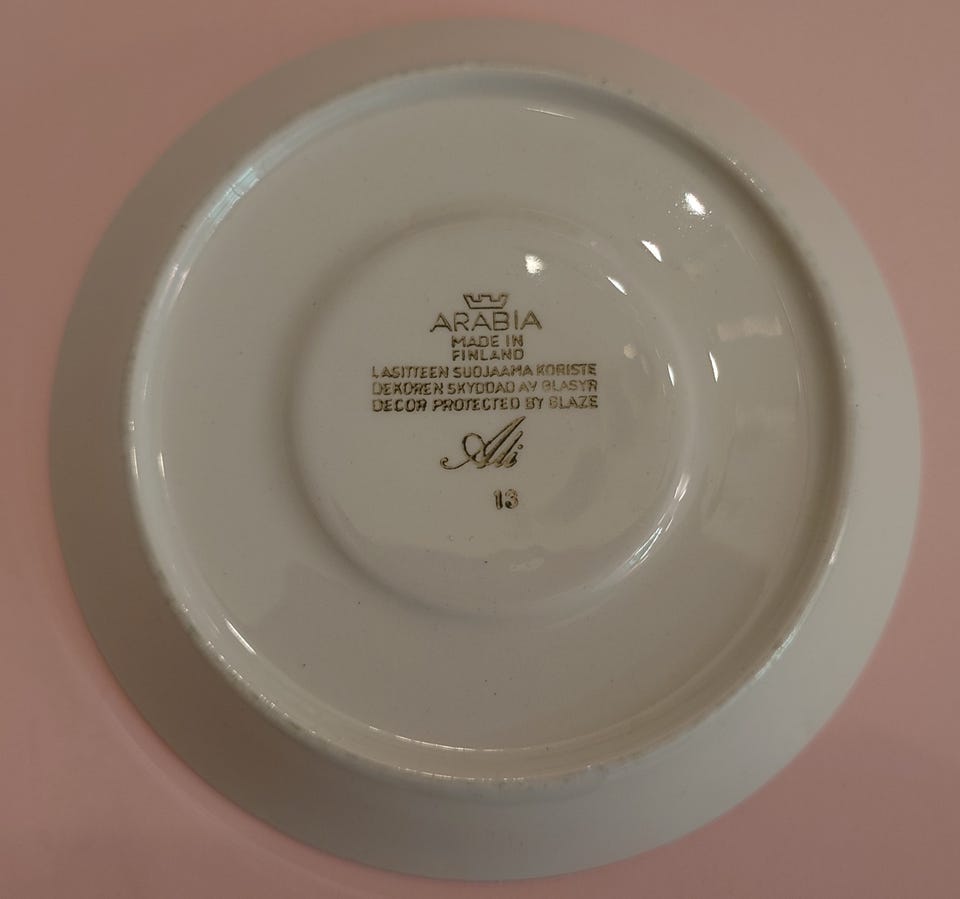 ARABIA
MADE IN
FINLAND
LASITTEEN SUOJAAMA KORISTE
DEKOREN SKYDDAD AV GLASYR
DECOR PROTECTED BY GLAZE
Ali
13